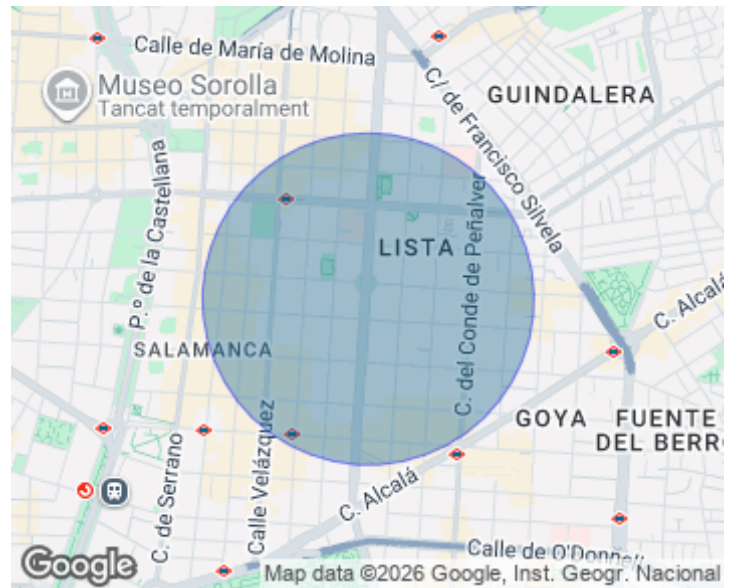 Calle de María de Molina
Museo Sorolla
Tancat temporalment
C/ de Francisco Silvela
GUINDALERA
P.º de la Castellana
LISTA
C. del Conde de Peñalver
C. Alcalá
SALAMANCA
Calle Velázquez
C. de Serrano
GOYA
FUENTE
DEL BERR
C. Alcalá
Calle de O'Donnell
Google
Map data ©2026 Google, Inst. Geogr. Nacional